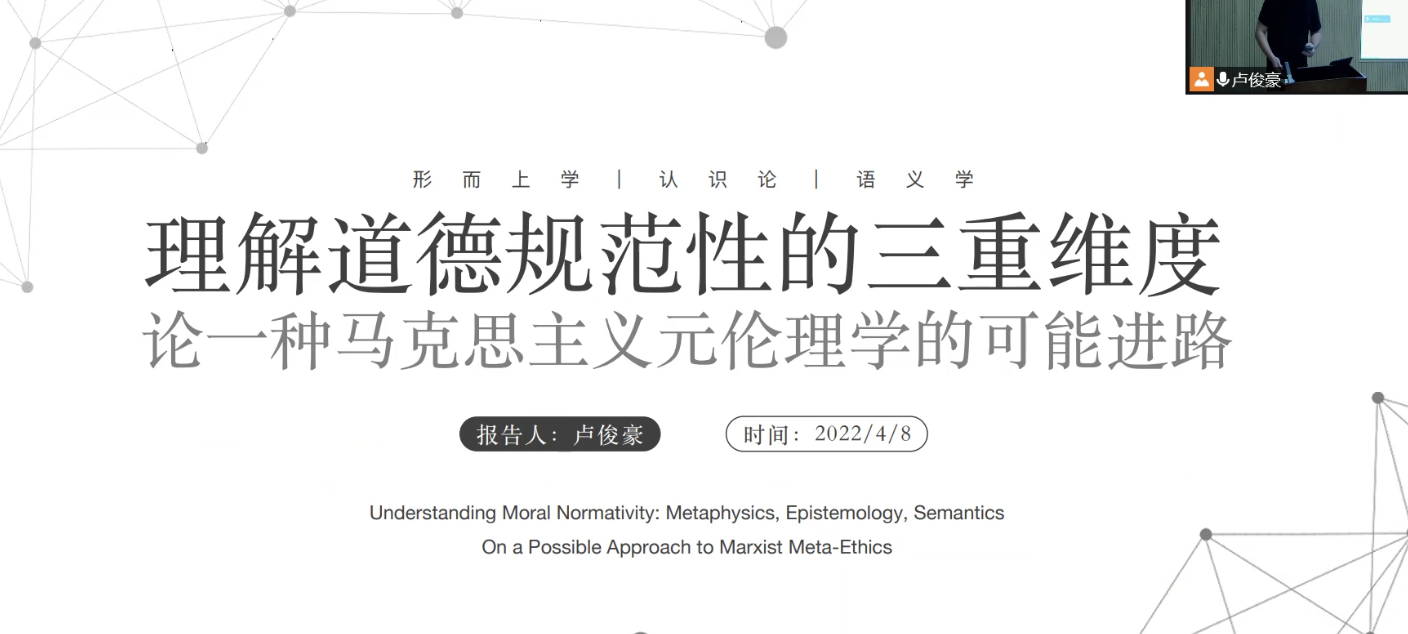 卢俊豪
形而上学｜认识论｜语义学
理解道德规范性的三重维度
论一种马克思主义元伦理学的可能进路
报告人：卢俊豪
时间：2022/4/8
Understanding Moral Normativity: Metaphysics, Epistemology, Semantics
On a Possible Approach to Marxist Meta-Ethics